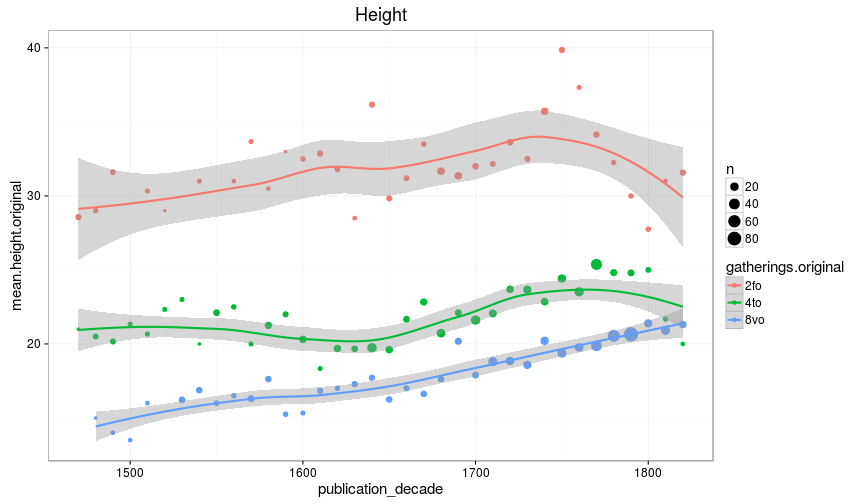 Height
mean.height.original
40
30
20
1500
1600
1700
1800
publication_decade
n
20
40
60
80
gatherings.original
2fo
4to
8vo